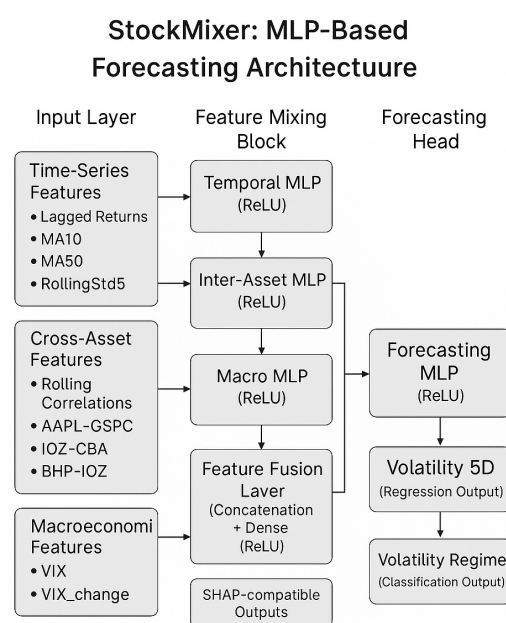 StockMixer: MLP-Based
Forecasting Architectuure
Input Layer
Time-Series
Features
• Lagged Returns
• MA10
• MA50
• RollingStd5
Cross-Asset
Features
• Rolling
Correlations
• AAPL-GSPC
• IOZ-CBA
• BHP-IOZ
Macroeconomi
Features
• VIX
• VIX_change
Feature Mixing
Block
Temporal MLP
(ReLU)
Inter-Asset MLP
(ReLU)
Macro MLP
(ReLU)
Feature Fusion
Laver
(Concatenation
+ Dense
(ReLU)
SHAP-compatible
Outputs
Forecasting
Head
Forecasting
MLP
(ReLU)
Volatility 5D
(Regression Output)
Volatility Regime
(Classification Output)